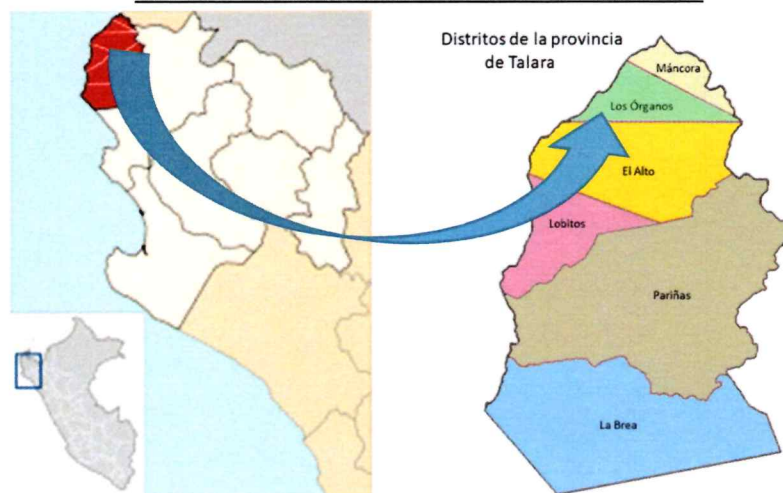 Distritos de la provincia
de Talara
Máncora
Los Órganos
El Alto
Lobitos
Pariñas
La Brea